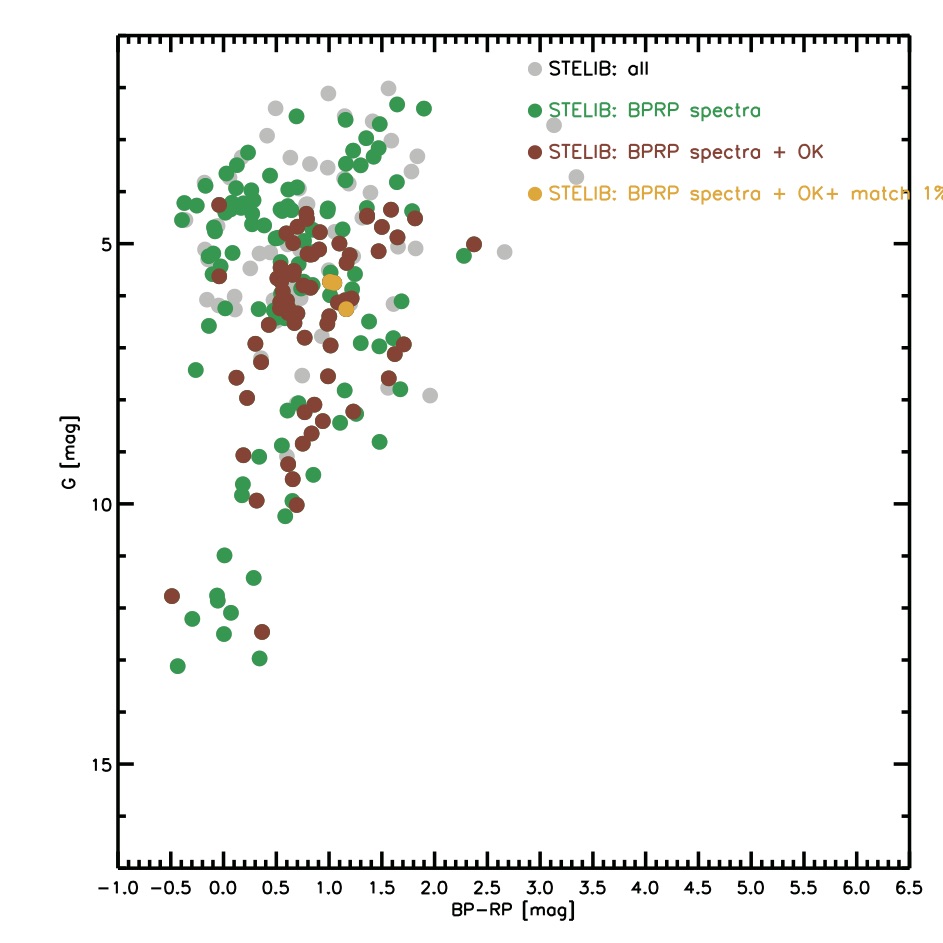 STELIB: all
STELIB: BPRP spectra
STELIB: BPRP spectra + OK
STELIB: BPRP spectra + OK+ match 1%
G [mag]
5
10
15
-1.0 -0.5 0.0 0.5 1.0 1.5 2.0 2.5 3.0 3.5 4.0 4.5 5.0 5.5 6.0 6.5
BP-RP [mag]